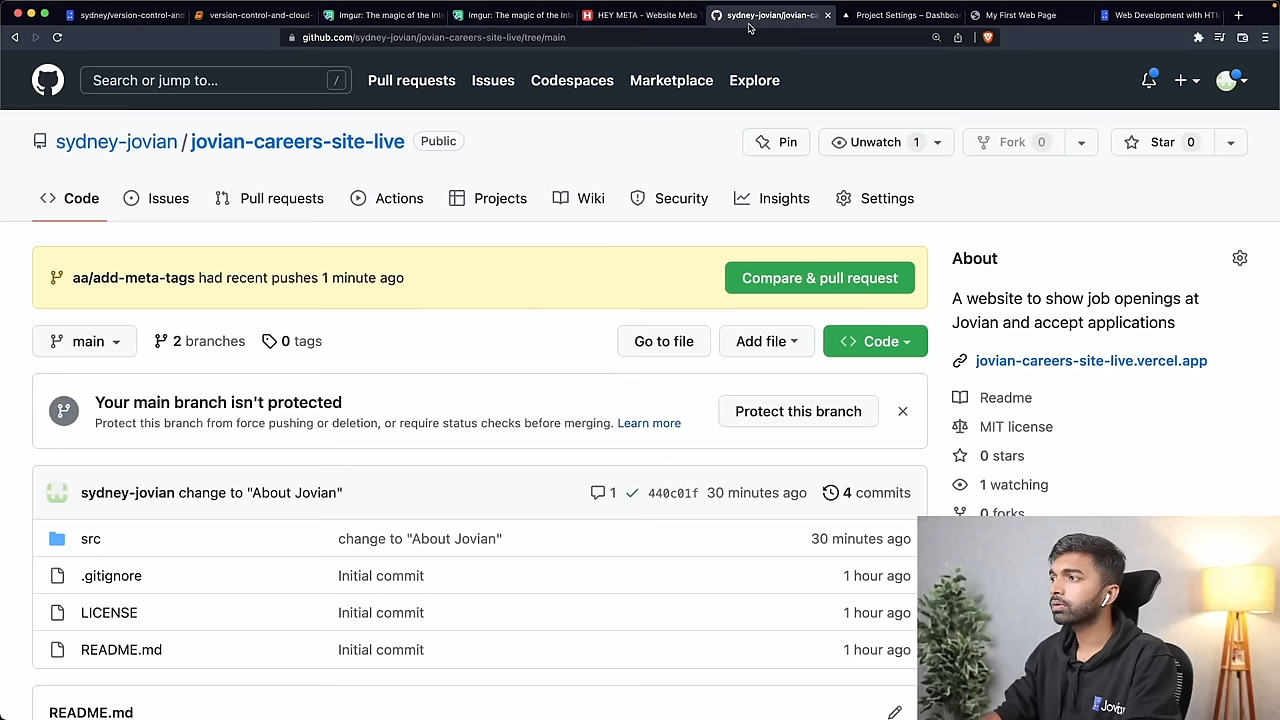 sydney/version-control-and
version-control-and-cloud-
Imgur: The magic of the Int
Imgur: The magic of the Int
HEY META - Website Meta
sydney-jovian/jovian-ca
Project Settings – Dashboa
My First Web Page
Web Development with HTM
github.com/sydney-jovian/jovian-careers-site-live/tree/main
Search or jump to...
/
Pull requests
Issues
Codespaces
Marketplace
Explore
sydney-jovian / jovian-careers-site-live
Public
Pin
Unwatch 1
Fork 0
Star 0
Code
Issues
Pull requests
Actions
Projects
Wiki
Security
Insights
Settings
aa/add-meta-tags had recent pushes 1 minute ago
Compare & pull request
main
2 branches
0 tags
Go to file
Add file
Code
Your main branch isn't protected
Protect this branch from force pushing or deletion, or require status checks before merging. Learn more
Protect this branch
sydney-jovian change to "About Jovian"
1
440c01f 30 minutes ago
4 commits
src
change to "About Jovian"
30 minutes ago
.gitignore
Initial commit
1 hour ago
LICENSE
Initial commit
1 hour ago
README.md
Initial commit
1 hour ago
README.md
About
A website to show job openings at
Jovian and accept applications
jovian-careers-site-live.vercel.app
Readme
MIT license
0 stars
1 watching
0 forks
Jovian